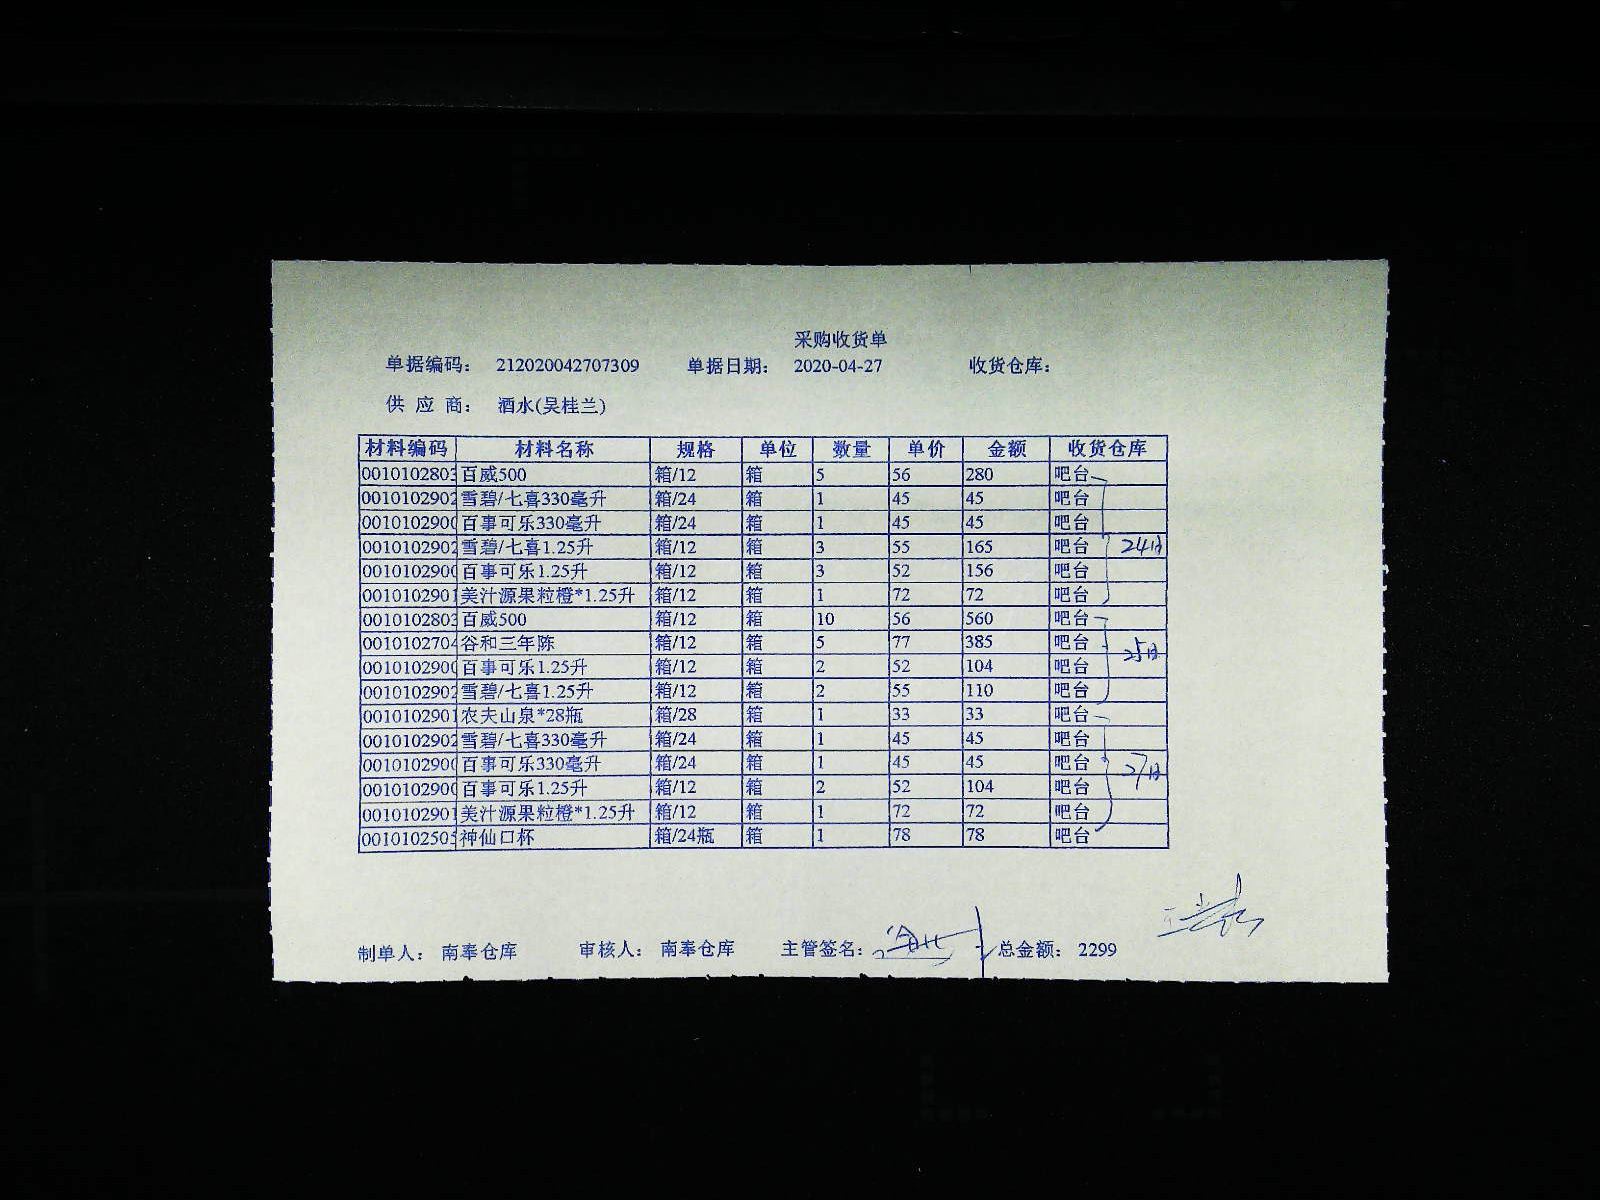 采购收货单
单据编码： 212020042707309 单据日期： 2020-04-27 收货仓库：
供 应 商： 酒水(吴桂兰)
材料编码 材料名称 规格 单位 数量 单价 金额 收货仓库
0010102803 百威500 箱/12 箱 5 56 280 吧台
0010102902 雪碧/七喜330毫升 箱/24 箱 1 45 45 吧台
0010102900 百事可乐330毫升 箱/24 箱 1 45 45 吧台
0010102902 雪碧/七喜1.25升 箱/12 箱 3 55 165 吧台 24日
0010102900 百事可乐1.25升 箱/12 箱 3 52 156 吧台
0010102901 美汁源果粒橙*1.25升 箱/12 箱 1 72 72 吧台
0010102803 百威500 箱/12 箱 10 56 560 吧台
0010102704 谷和三年陈 箱/12 箱 5 77 385 吧台 25日
0010102900 百事可乐1.25升 箱/12 箱 2 52 104 吧台
0010102902 雪碧/七喜1.25升 箱/12 箱 2 55 110 吧台
0010102901 农夫山泉*28瓶 箱/28 箱 1 33 33 吧台
0010102902 雪碧/七喜330毫升 箱/24 箱 1 45 45 吧台
0010102900 百事可乐330毫升 箱/24 箱 1 45 45 吧台 27日
0010102900 百事可乐1.25升 箱/12 箱 2 52 104 吧台
0010102901 美汁源果粒橙*1.25升 箱/12 箱 1 72 72 吧台
0010102505 神仙口杯 箱/24瓶 箱 1 78 78 吧台
制单人： 南奉仓库 审核人： 南奉仓库 主管签名： 总金额： 2299